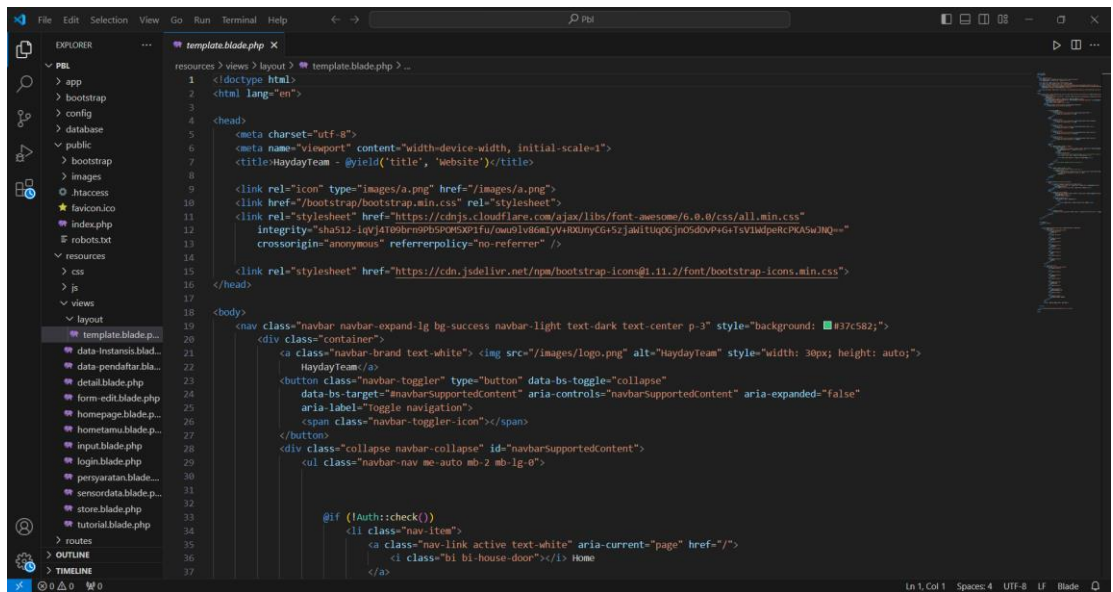 File Edit Selection View Go Run Terminal Help
Pbl
EXPLORER
PBL
app
bootstrap
config
database
public
bootstrap
images
.htaccess
favicon.ico
index.php
robots.txt
resources
css
js
views
layout
template.blade.p...
data-Instansis.blad...
data-pendaftar.bla...
detail.blade.php
form-edit.blade.php
homepage.blade.p...
hometamu.blade.p...
input.blade.php
login.blade.php
persyaratan.blade....
sensordata.blade.p...
store.blade.php
tutorial.blade.php
routes
OUTLINE
TIMELINE
template.blade.php
resources > views > layout > template.blade.php > ...
1 <!doctype html>
2 <html lang="en">
3
4 <head>
5 <meta charset="utf-8">
6 <meta name="viewport" content="width=device-width, initial-scale=1">
7 <title>HaydayTeam - @yield('title', 'Website')</title>
8
9 <link rel="icon" type="images/a.png" href="/images/a.png">
10 <link href="/bootstrap/bootstrap.min.css" rel="stylesheet">
11 <link rel="stylesheet" href="https://cdnjs.cloudflare.com/ajax/libs/font-awesome/6.0.0/css/all.min.css"
12
13 crossorigin="anonymous" referrerpolicy="no-referrer" />
14
15 <link rel="stylesheet" href="https://cdn.jsdelivr.net/npm/bootstrap-icons@1.11.2/font/bootstrap-icons.min.css">
16 </head>
17
18 <body>
19 <nav class="navbar navbar-expand-lg bg-success navbar-light text-dark text-center p-3" style="background: #37c582;">
20 <div class="container">
21 <a class="navbar-brand text-white"> <img src="/images/logo.png" alt="HaydayTeam" style="width: 30px; height: auto;">
22 HaydayTeam</a>
23 <button class="navbar-toggler" type="button" data-bs-toggle="collapse"
24 data-bs-target="#navbarSupportedContent" aria-controls="navbarSupportedContent" aria-expanded="false"
25 aria-label="Toggle navigation">
26 <span class="navbar-toggler-icon"></span>
27 </button>
28 <div class="collapse navbar-collapse" id="navbarSupportedContent">
29 <ul class="navbar-nav me-auto mb-2 mb-lg-0">
30
31
32
33 @if (!Auth::check())
34 <li class="nav-item">
35 <a class="nav-link active text-white" aria-current="page" href="/">
36 <i class="bi bi-house-door"></i> Home
37 </a>
0 0 0
Ln 1, Col 1 Spaces: 4 UTF-8 LF Blade